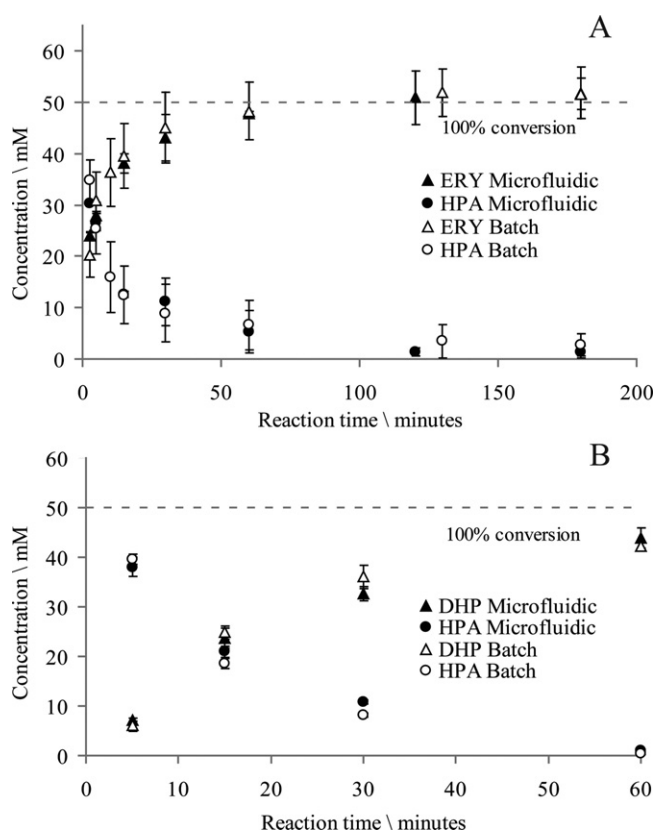 A
60
50
40
30
20
10
0
Concentration \ mM
100% conversion
ERY Microfluidic
HPA Microfluidic
ERY Batch
HPA Batch
0 50 100 150 200
Reaction time \ minutes
B
60
50
40
30
20
10
0
Concentration \ mM
100% conversion
DHP Microfluidic
HPA Microfluidic
DHP Batch
HPA Batch
0 10 20 30 40 50 60
Reaction time \ minutes